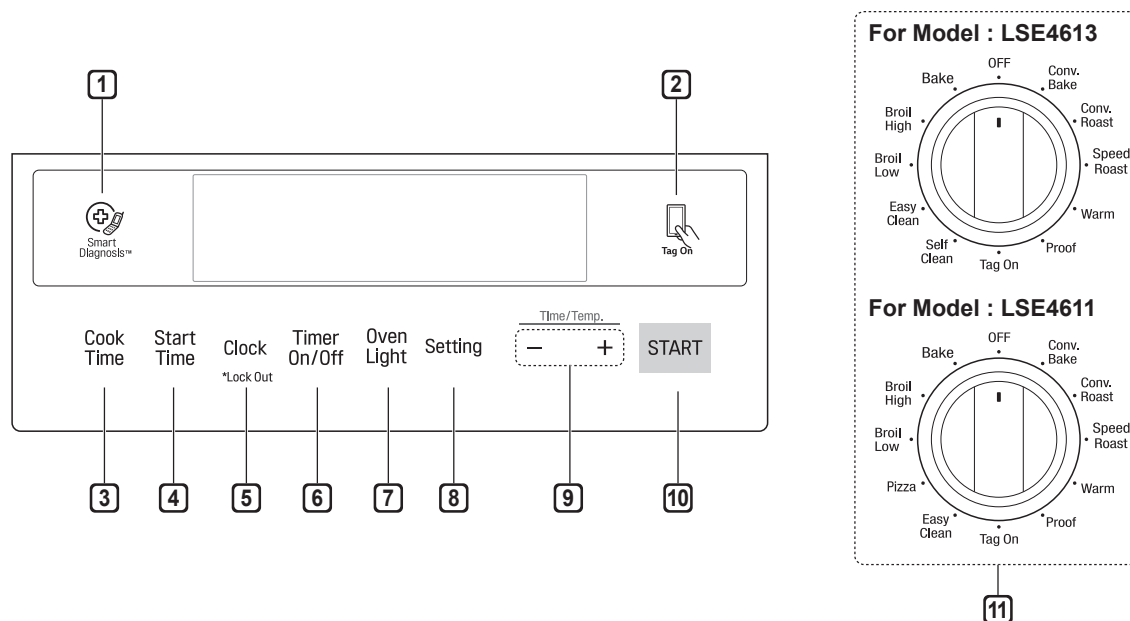 1
2
Smart
Diagnosis™
Tag On
Time/Temp.
Cook
Time
Start
Time
Clock
*Lock Out
Timer
On/Off
Oven
Light
Setting
−
+
START
3
4
5
6
7
8
9
10
For Model : LSE4613
OFF
Conv.
Bake
Conv.
Roast
Speed
Roast
Warm
Proof
Tag On
Self
Clean
Easy
Clean
Broil
Low
Broil
High
Bake
For Model : LSE4611
OFF
Conv.
Bake
Conv.
Roast
Speed
Roast
Warm
Proof
Tag On
Easy
Clean
Pizza
Broil
Low
Broil
High
Bake
11